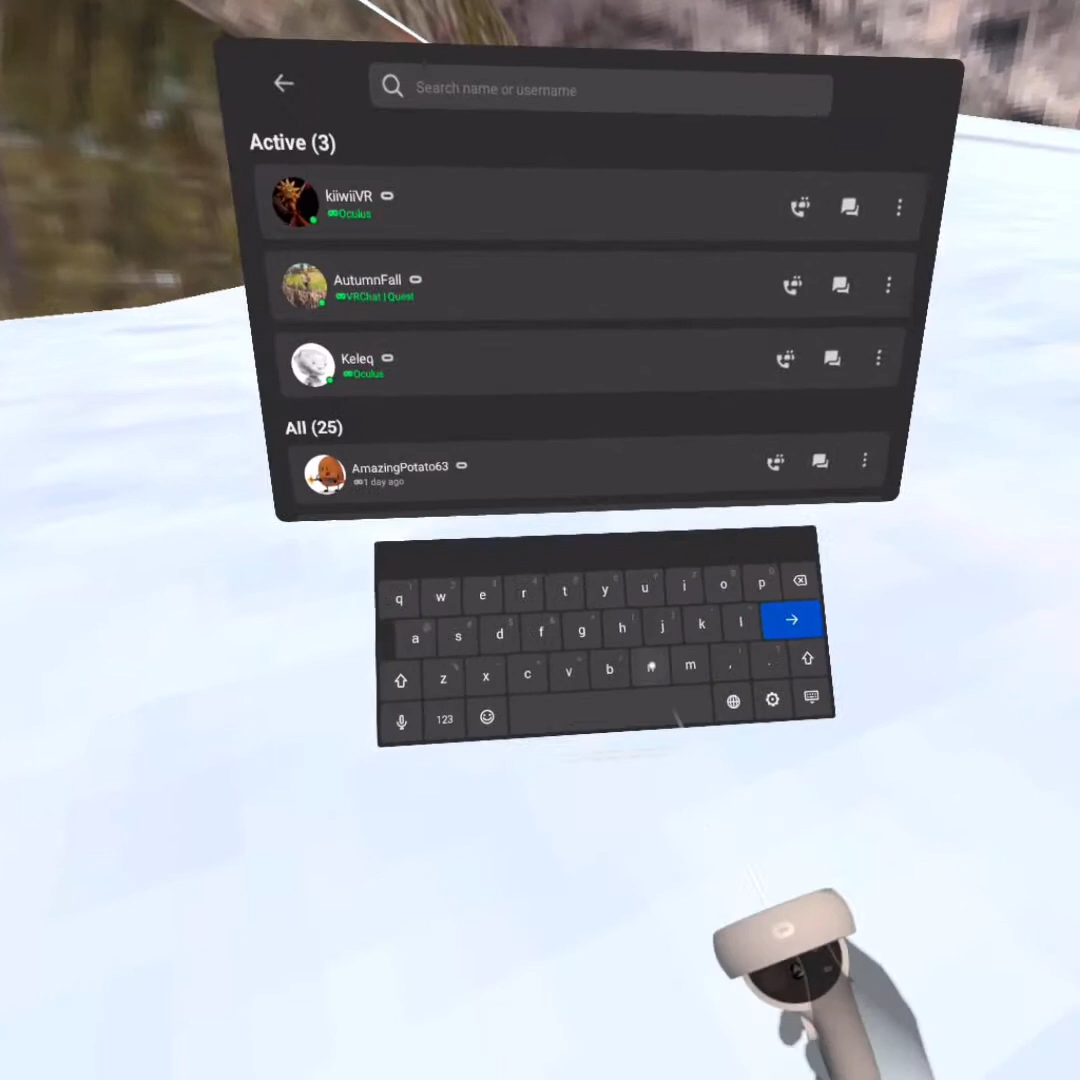 Search name or username
Active (3)
kiiwiiVR
Oculus
AutumnFall
VRChat | Quest
Keleq
Oculus
All (25)
AmazingPotato63
1 day ago
q w e r t y u i o p
a s d f g h j k l
z x c v b m , .
123